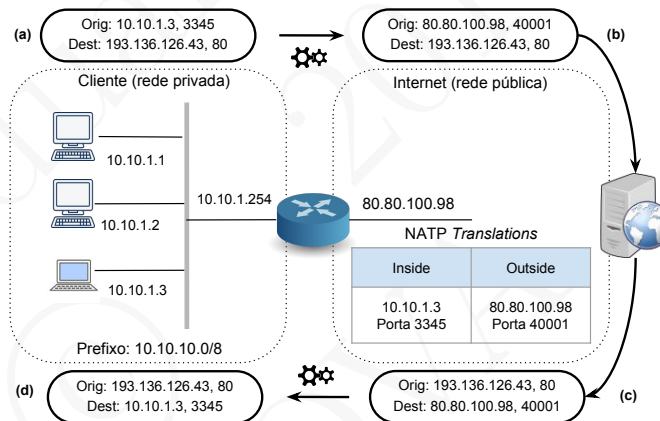 (a)
Orig: 10.10.1.3, 3345
Dest: 193.136.126.43, 80
Orig: 80.80.100.98, 40001
Dest: 193.136.126.43, 80
(b)
Cliente (rede privada)
Internet (rede pública)
10.10.1.1
10.10.1.2
10.10.1.3
10.10.1.254
80.80.100.98
NATP Translations
Inside
Outside
10.10.1.3
Porta 3345
80.80.100.98
Porta 40001
Prefixo: 10.10.10.0/8
(d)
Orig: 193.136.126.43, 80
Dest: 10.10.1.3, 3345
Orig: 193.136.126.43, 80
Dest: 80.80.100.98, 40001
(c)